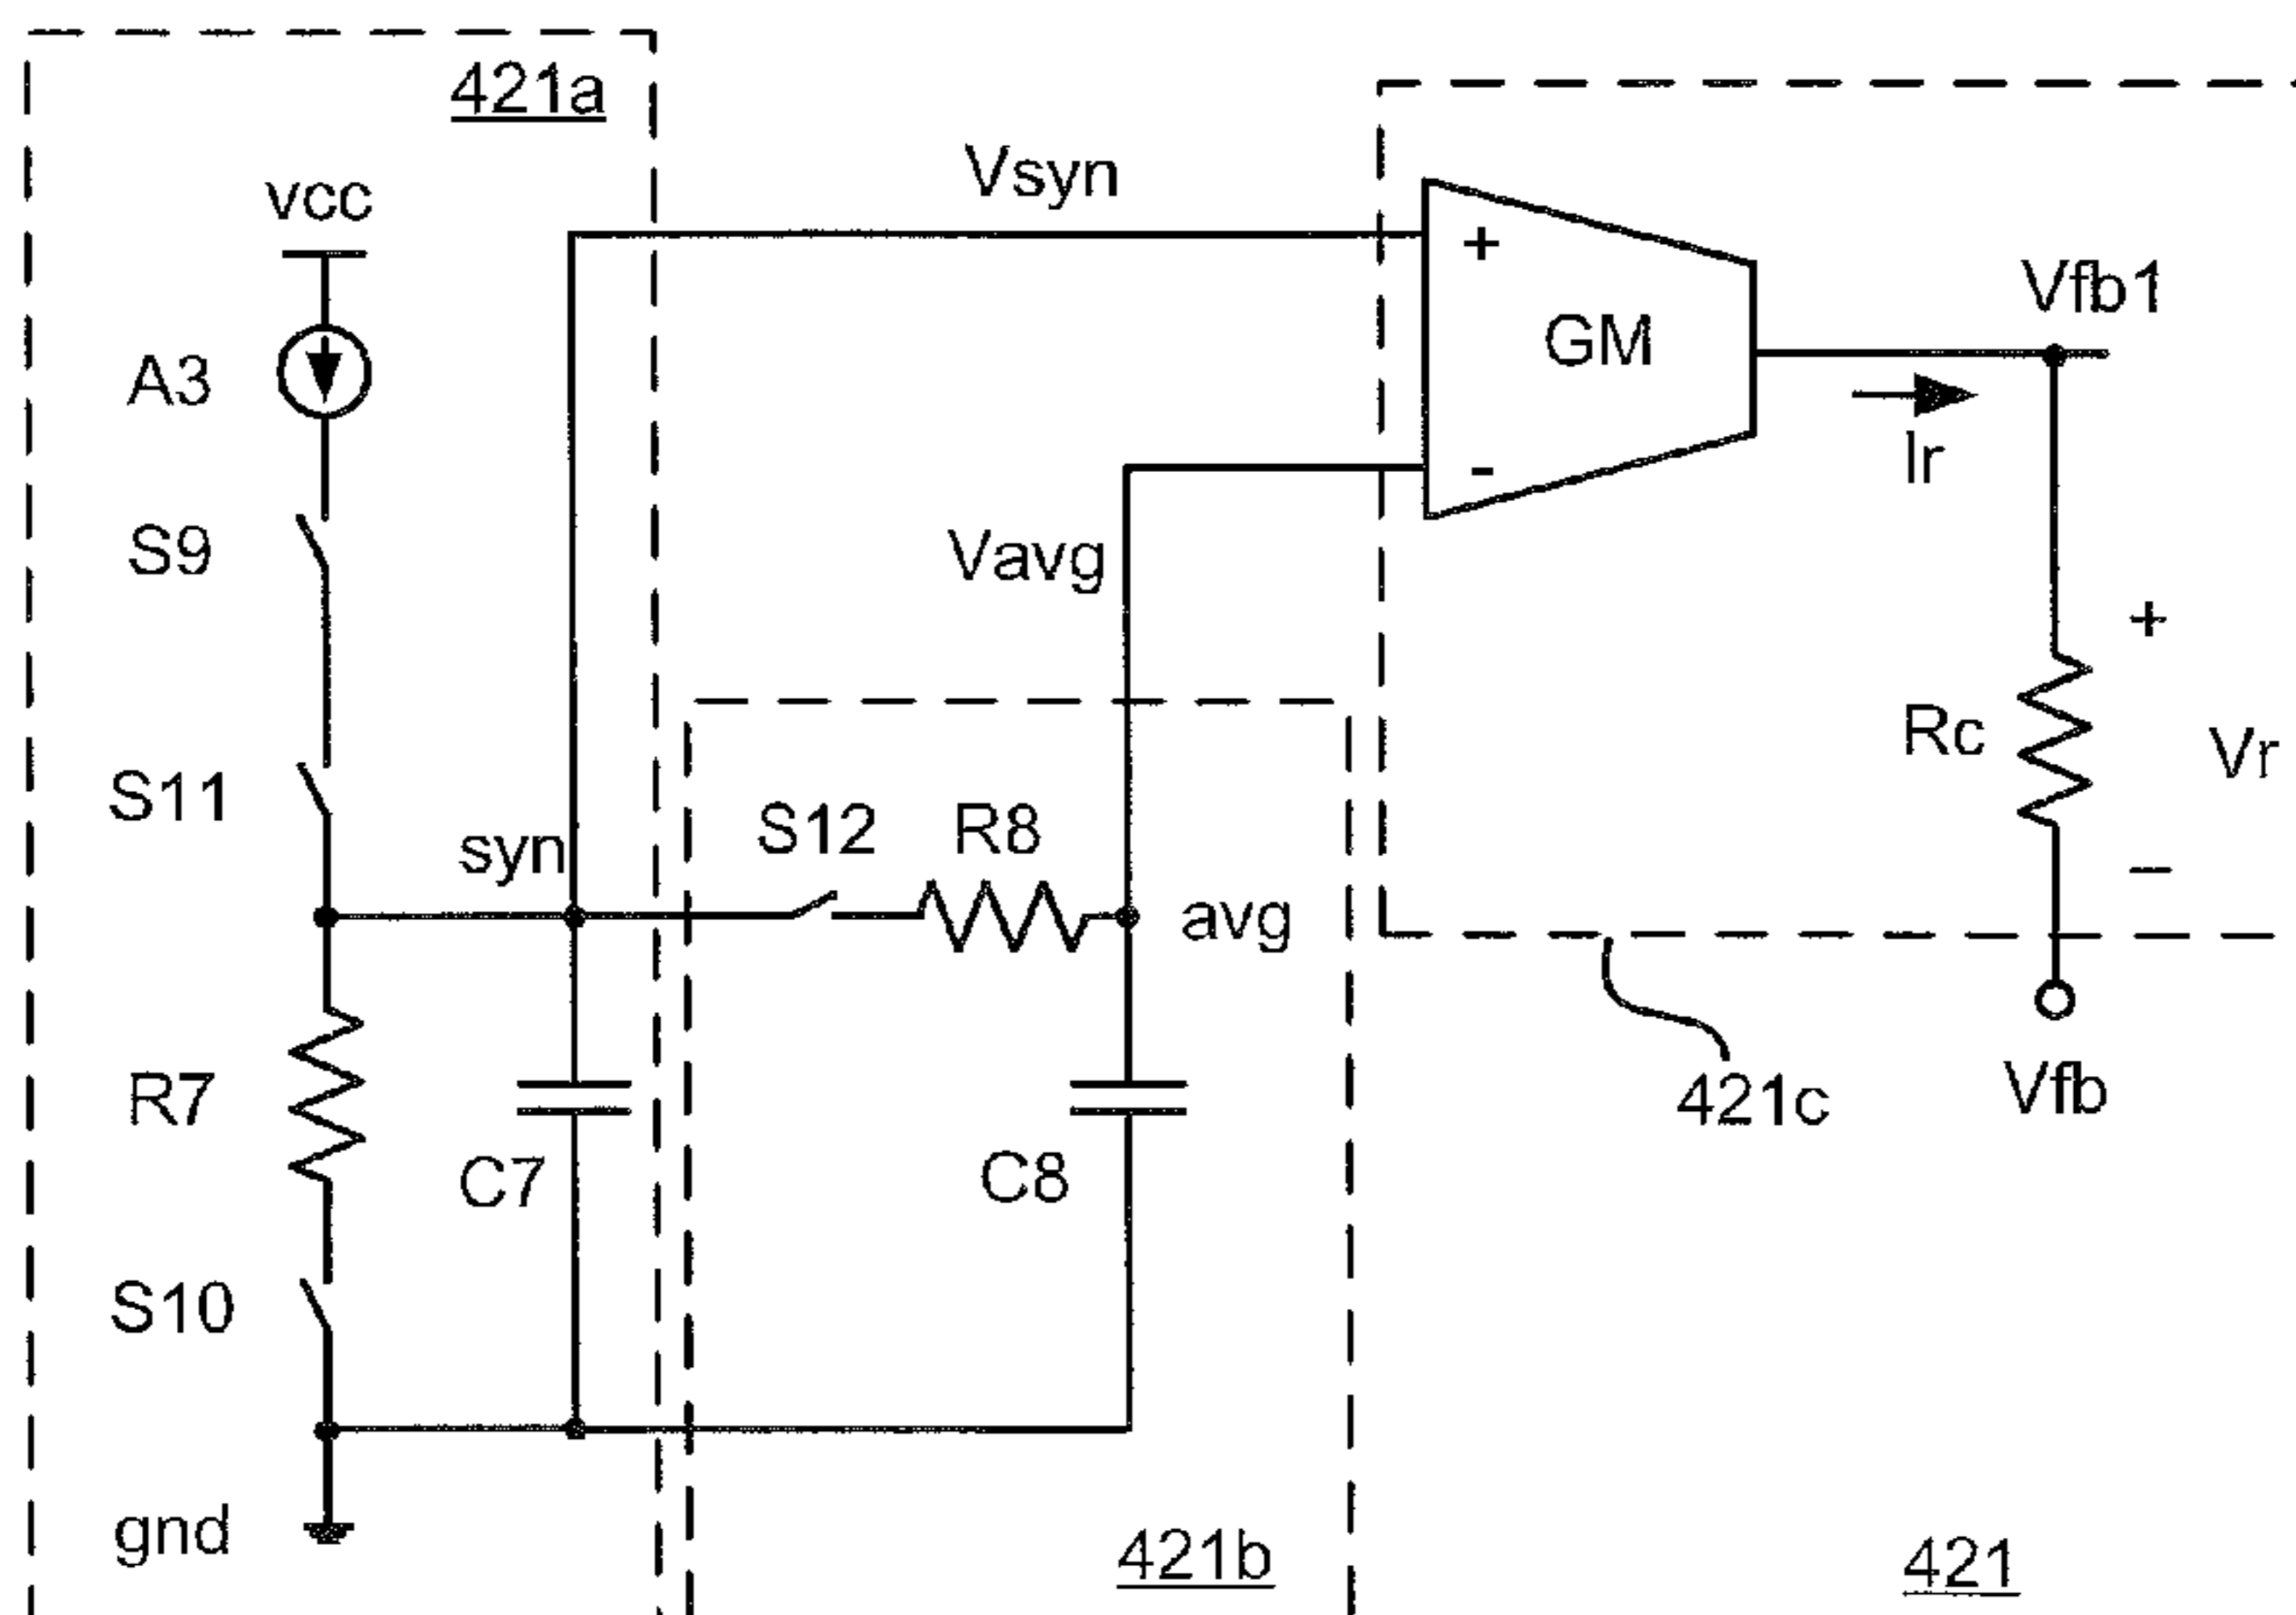 421a
vcc
Vsyn
+
GM
Vfb1
A3
Ir
-
S9
Vavg
+
Rc
Vr
S11
S12
R8
syn
avg
−
R7
421c
Vfb
C7
C8
S10
gnd
421b
421